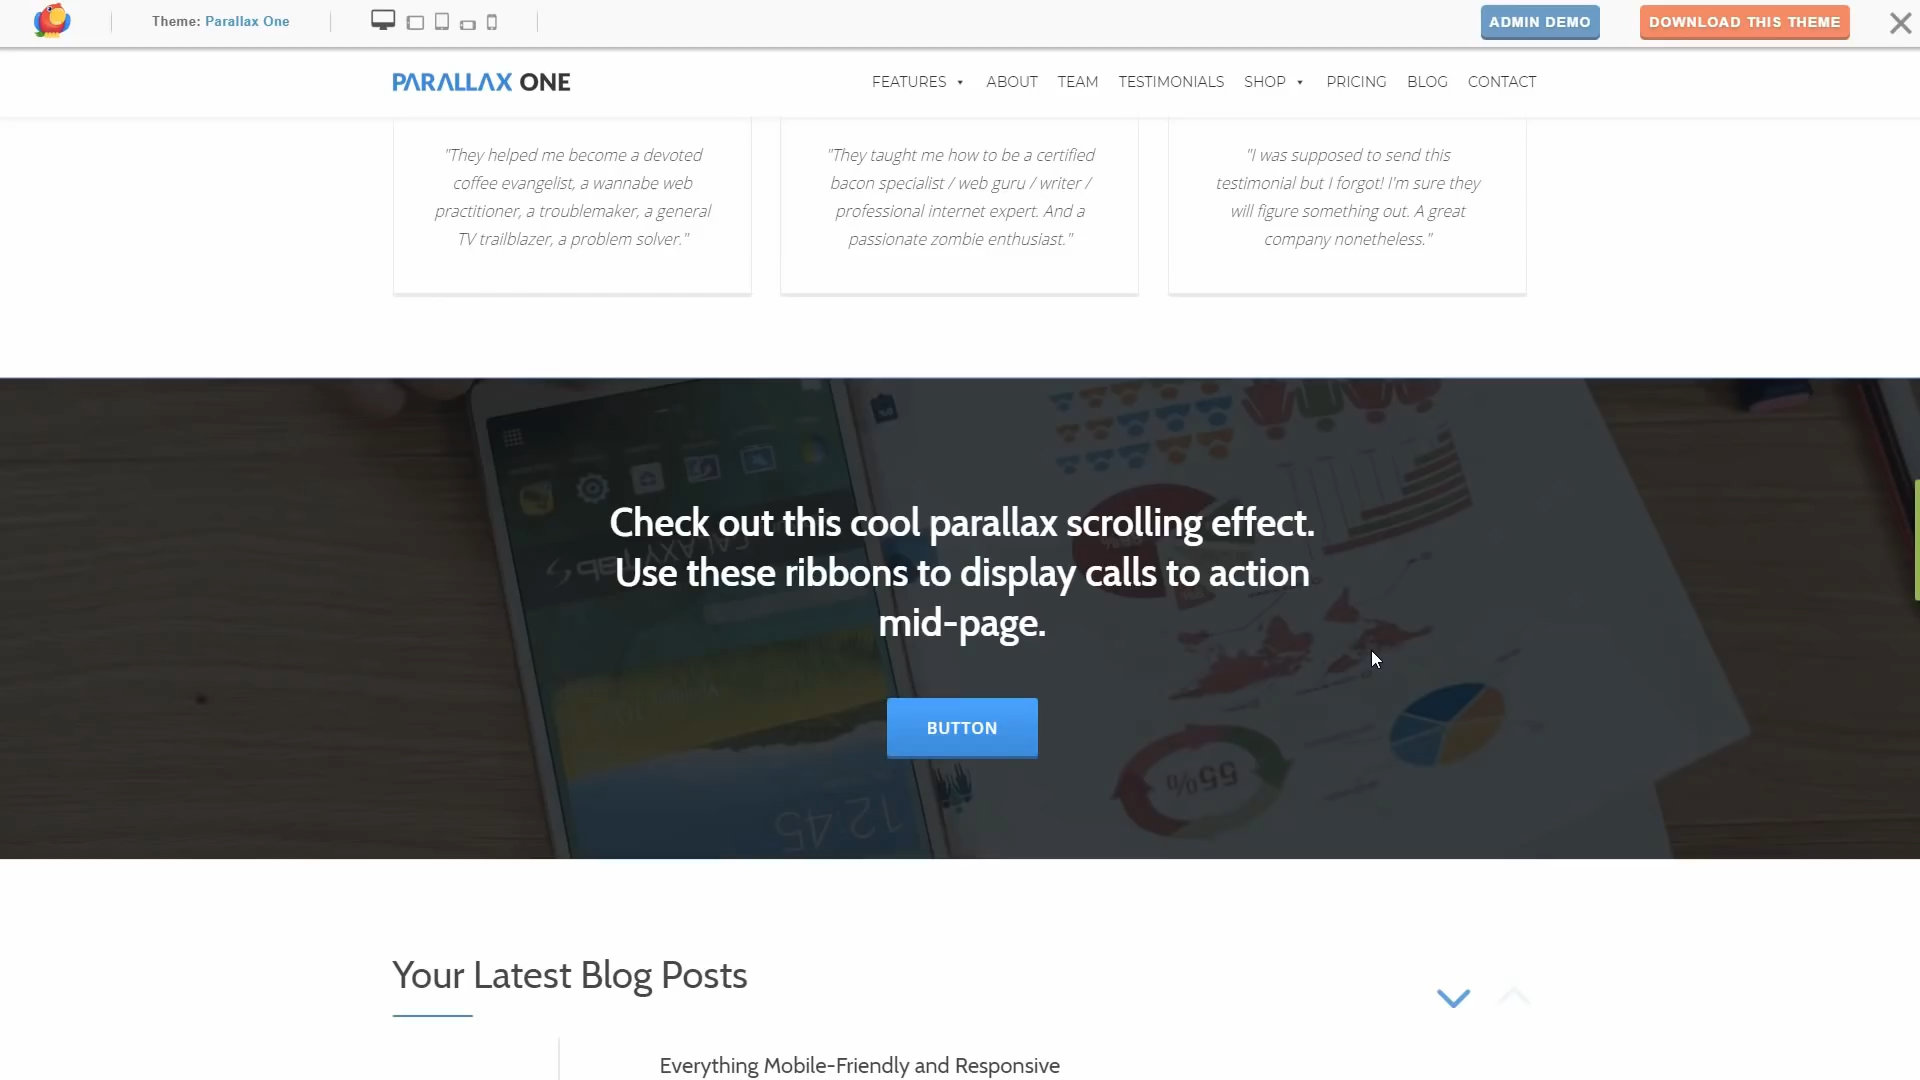 Theme: Parallax One
ADMIN DEMO
DOWNLOAD THIS THEME
PARALLAX ONE
FEATURES
ABOUT
TEAM
TESTIMONIALS
SHOP
PRICING
BLOG
CONTACT
"They helped me become a devoted
coffee evangelist, a wannabe web
practitioner, a troublemaker, a general
TV trailblazer, a problem solver."
"They taught me how to be a certified
bacon specialist / web guru / writer /
professional internet expert. And a
passionate zombie enthusiast."
"I was supposed to send this
testimonial but I forgot! I'm sure they
will figure something out. A great
company nonetheless."
Check out this cool parallax scrolling effect.
Use these ribbons to display calls to action
mid-page.
BUTTON
55%
12:45
Your Latest Blog Posts
Everything Mobile-Friendly and Responsive